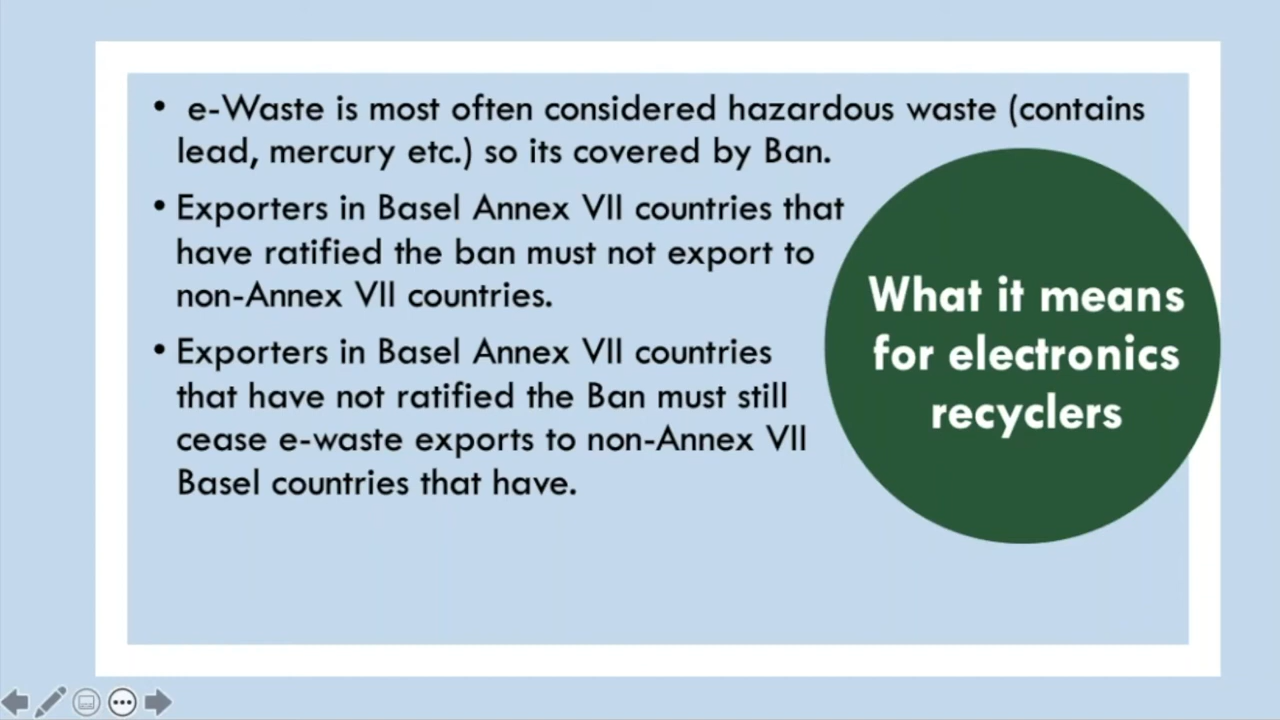 • e-Waste is most often considered hazardous waste (contains
lead, mercury etc.) so its covered by Ban.
• Exporters in Basel Annex VII countries that
have ratified the ban must not export to
non-Annex VII countries.
• Exporters in Basel Annex VII countries
that have not ratified the Ban must still
cease e-waste exports to non-Annex VII
Basel countries that have.
What it means
for electronics
recyclers